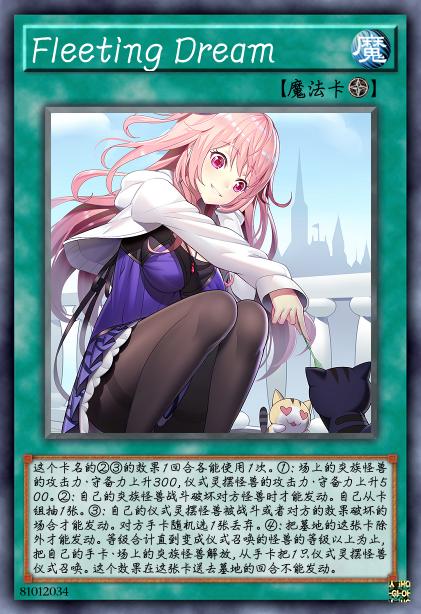 Fleeting Dream
魔
【魔法卡】
这个卡名的②③的效果1回合各能使用1次。①：场上的炎族怪兽
的攻击力·守备力上升300,仪式灵摆怪兽的攻击力·守备力上升5
00。②：自己的炎族怪兽战斗破坏对方怪兽时才能发动。自己从卡
组抽1张。③：自己的仪式灵摆怪兽被战斗或者对方的效果破坏的
场合才能发动。对方手卡随机选1张丢弃。④：把墓地的这张卡除
外才能发动。等级合计直到变成仪式召唤的怪兽的等级以上为止，
把自己的手卡·场上的炎族怪兽解放，从手卡把1只仪式灵摆怪兽
仪式召唤。这个效果在这张卡送去墓地的回合不能发动。
81012034